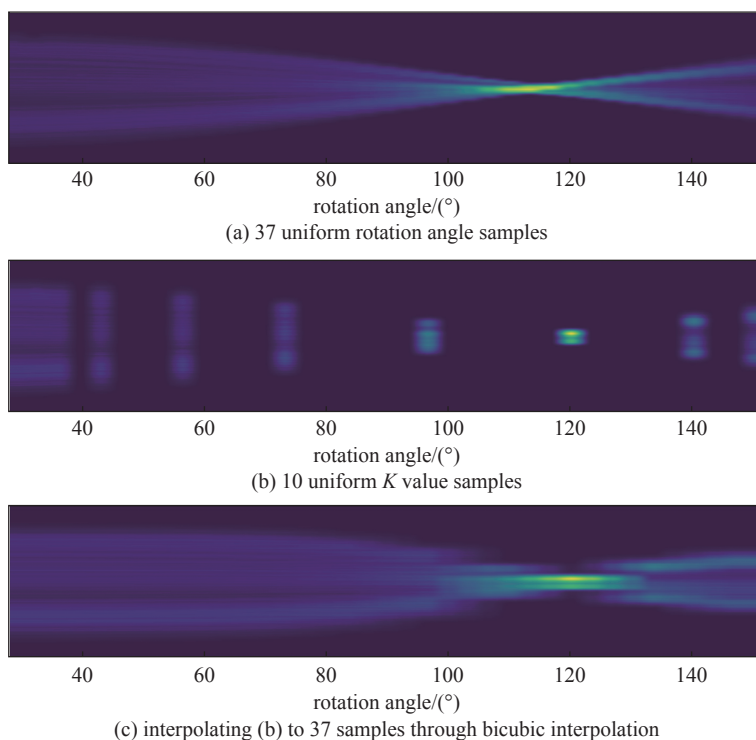 40 60 80 100 120 140
rotation angle/(°)
(a) 37 uniform rotation angle samples
40 60 80 100 120 140
rotation angle/(°)
(b) 10 uniform K value samples
40 60 80 100 120 140
rotation angle/(°)
(c) interpolating (b) to 37 samples through bicubic interpolation